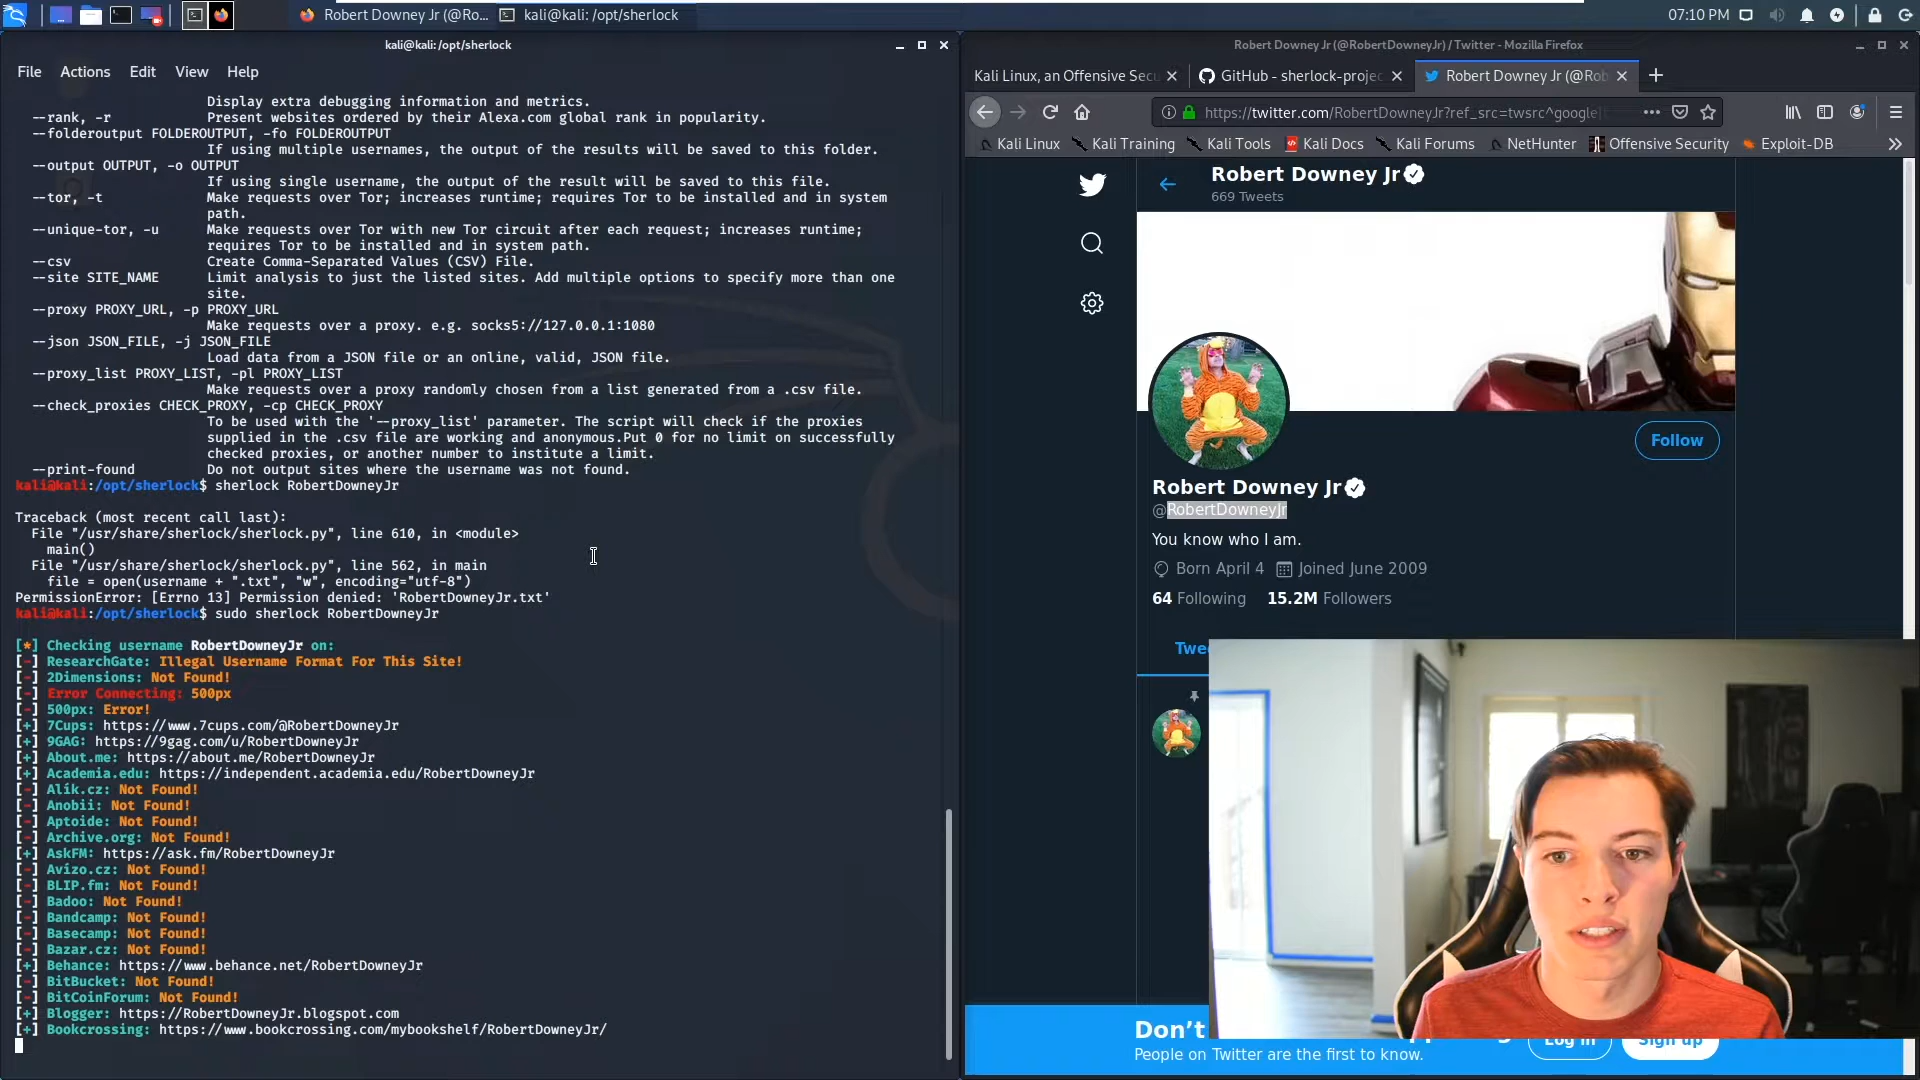 Robert Downey Jr (@Ro...
kali@kali: /opt/sherlock
07:10 PM
kali@kali:/opt/sherlock
File Actions Edit View Help
Display extra debugging information and metrics.
--rank, -r Present websites ordered by their Alexa.com global rank in popularity.
--folderoutput FOLDEROUTPUT, -fo FOLDEROUTPUT
If using multiple usernames, the output of the results will be saved to this folder.
--output OUTPUT, -o OUTPUT
If using single username, the output of the result will be saved to this file.
--tor, -t Make requests over Tor; increases runtime; requires Tor to be installed and in system
path.
--unique-tor, -u Make requests over Tor with new Tor circuit after each request; increases runtime;
requires Tor to be installed and in system path.
--csv Create Comma-Separated Values (CSV) File.
--site SITE_NAME Limit analysis to just the listed sites. Add multiple options to specify more than one
site.
--proxy PROXY_URL, -p PROXY_URL
Make requests over a proxy. e.g. socks5://127.0.0.1:1080
--json JSON_FILE, -j JSON_FILE
Load data from a JSON file or an online, valid, JSON file.
--proxy_list PROXY_LIST, -pl PROXY_LIST
Make requests over a proxy randomly chosen from a list generated from a .csv file.
--check_proxies CHECK_PROXY, -cp CHECK_PROXY
To be used with the '--proxy_list' parameter. The script will check if the proxies
supplied in the .csv file are working and anonymous.Put 0 for no limit on successfully
checked proxies, or another number to institute a limit.
--print-found Do not output sites where the username was not found.
kali@kali:/opt/sherlock$ sherlock RobertDowneyJr
Traceback (most recent call last):
File "/usr/share/sherlock/sherlock.py", line 610, in <module>
main()
File "/usr/share/sherlock/sherlock.py", line 562, in main
file = open(username + ".txt", "w", encoding="utf-8")
PermissionError: [Errno 13] Permission denied: 'RobertDowneyJr.txt'
kali@kali:/opt/sherlock$ sudo sherlock RobertDowneyJr
[*] Checking username RobertDowneyJr on:
[-] ResearchGate: Illegal Username Format For This Site!
[-] 2Dimensions: Not Found!
[-] Error Connecting: 500px
[-] 500px: Error!
[+] 7Cups: https://www.7cups.com/@RobertDowneyJr
[+] 9GAG: https://9gag.com/u/RobertDowneyJr
[+] About.me: https://about.me/RobertDowneyJr
[+] Academia.edu: https://independent.academia.edu/RobertDowneyJr
[-] Alik.cz: Not Found!
[-] Anobii: Not Found!
[-] Aptoide: Not Found!
[-] Archive.org: Not Found!
[+] AskFM: https://ask.fm/RobertDowneyJr
[-] Avizo.cz: Not Found!
[-] BLIP.fm: Not Found!
[-] Badoo: Not Found!
[-] Bandcamp: Not Found!
[-] Basecamp: Not Found!
[-] Bazar.cz: Not Found!
[+] Behance: https://www.behance.net/RobertDowneyJr
[-] BitBucket: Not Found!
[-] BitCoinForum: Not Found!
[+] Blogger: https://RobertDowneyJr.blogspot.com
[+] Bookcrossing: https://www.bookcrossing.com/mybookshelf/RobertDowneyJr/
Robert Downey Jr (@RobertDowneyJr) / Twitter - Mozilla Firefox
Kali Linux, an Offensive Secu
GitHub - sherlock-projec
Robert Downey Jr (@Rob
https://twitter.com/RobertDowneyJr?ref_src=twsrc^google|
Kali Linux Kali Training Kali Tools Kali Docs Kali Forums NetHunter Offensive Security Exploit-DB
Robert Downey Jr
669 Tweets
Follow
Robert Downey Jr
@RobertDowneyJr
You know who I am.
Born April 4 Joined June 2009
64 Following 15.2M Followers
Twee
Don't
People on Twitter are the first to know.
Log in
Sign up